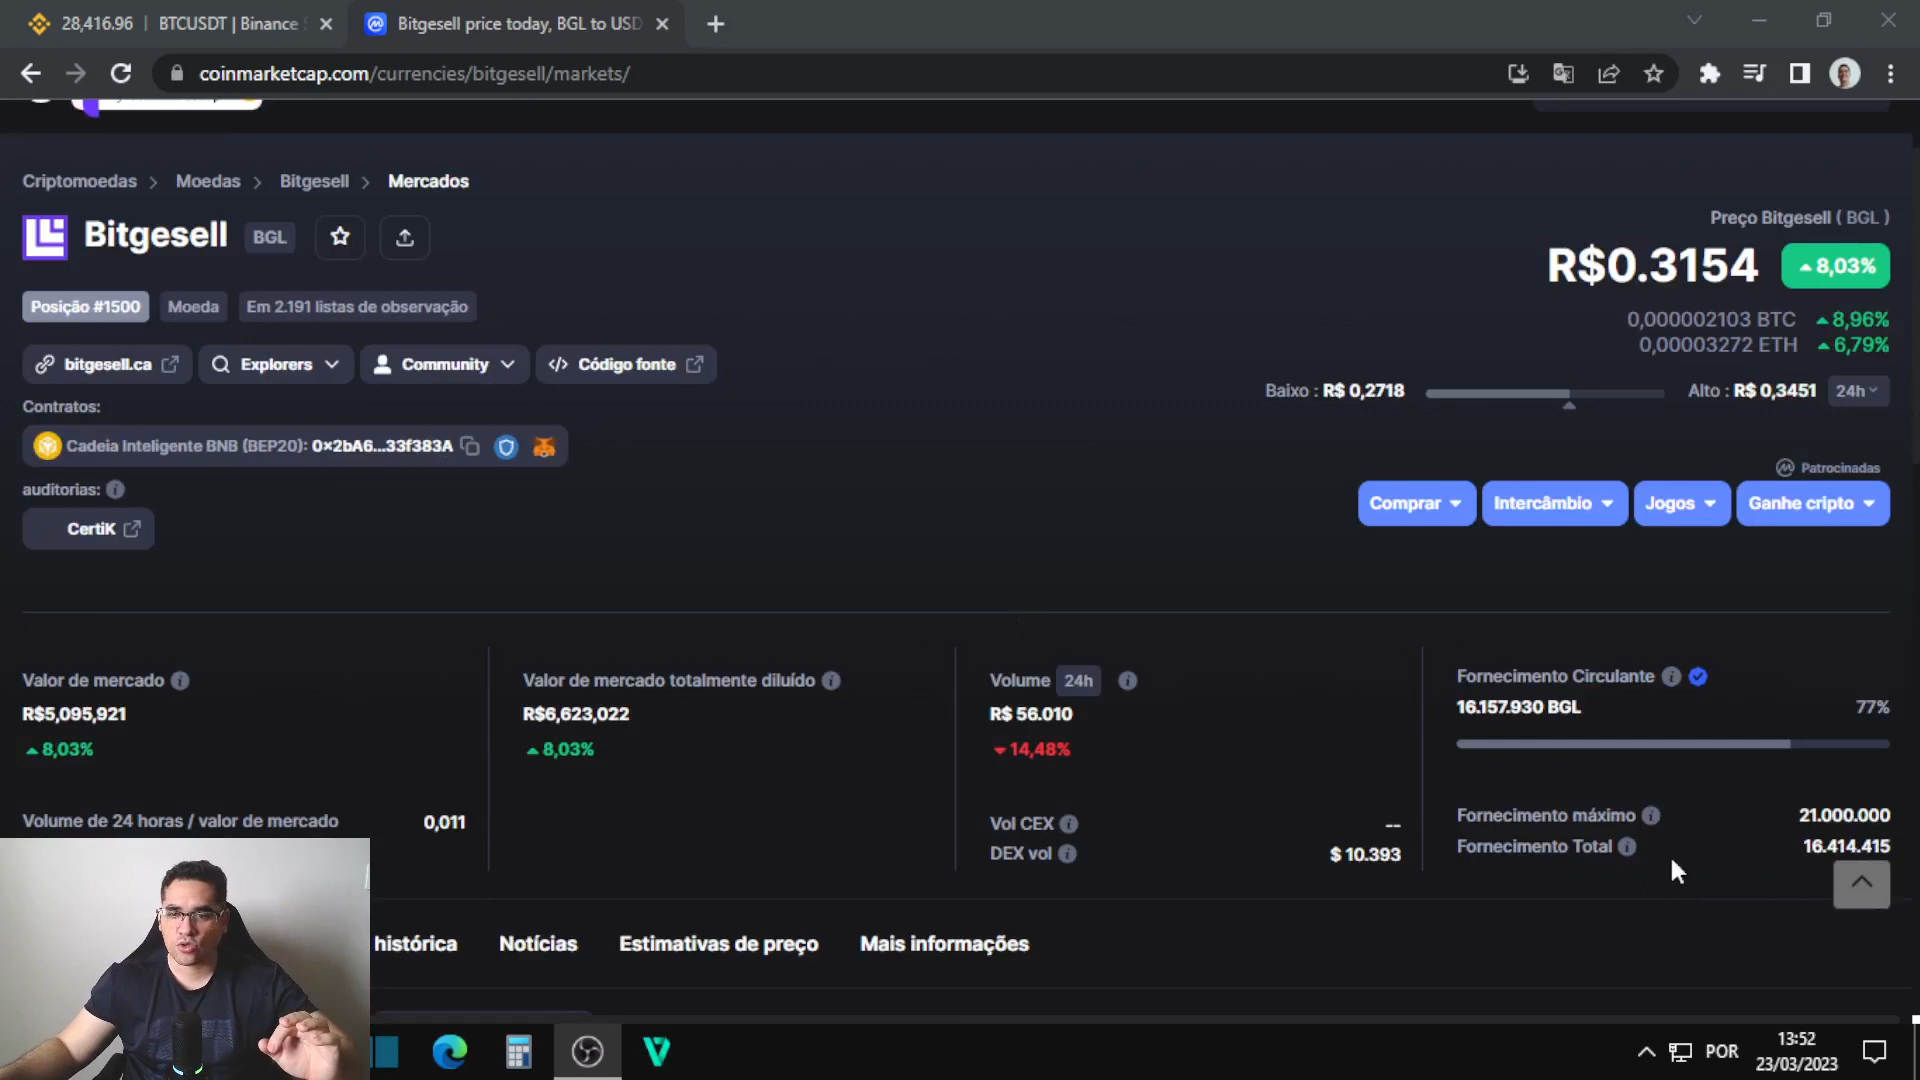 28,416.96 | BTCUSDT | Binance
Bitgesell price today, BGL to USD
coinmarketcap.com/currencies/bitgesell/markets/
Criptomoedas > Moedas > Bitgesell > Mercados
Bitgesell BGL
Posição #1500 Moeda Em 2.191 listas de observação
bitgesell.ca Explorers Community </> Código fonte
Contratos:
Cadeia Inteligente BNB (BEP20): 0x2bA6...33f383A
auditorias:
CertiK
Preço Bitgesell ( BGL )
R$0.3154 8,03%
0,000002103 BTC 8,96%
0,00003272 ETH 6,79%
Baixo : R$ 0,2718 Alto : R$ 0,3451 24h
Patrocinadas
Comprar Intercâmbio Jogos Ganhe cripto
Valor de mercado
R$5,095,921
8,03%
Volume de 24 horas / valor de mercado 0,011
Valor de mercado totalmente diluído
R$6,623,022
8,03%
Volume 24h
R$ 56.010
14,48%
Vol CEX --
DEX vol $ 10.393
Fornecimento Circulante
16.157.930 BGL 77%
Fornecimento máximo 21.000.000
Fornecimento Total 16.414.415
histórica Notícias Estimativas de preço Mais informações
POR
13:52
23/03/2023